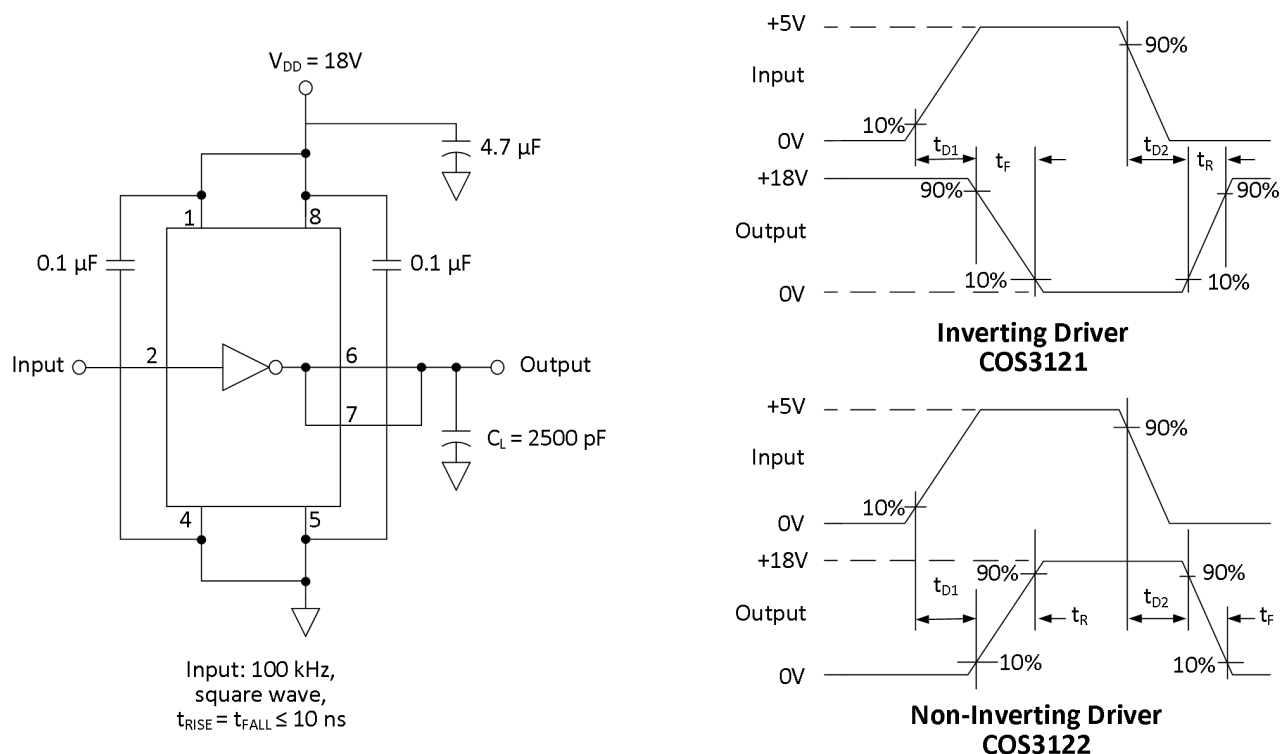 V_DD = 18V
4.7 µF
1
8
0.1 µF
0.1 µF
Input
2
6
Output
7
C_L = 2500 pF
4
5
Input: 100 kHz,
square wave,
t_RISE = t_FALL ≤ 10 ns
+5V
90%
Input
10%
0V
t_D1
t_F
t_D2
t_R
+18V
90%
90%
Output
10%
10%
0V
Inverting Driver
COS3121
+5V
90%
Input
10%
0V
+18V
90%
90%
t_D1
t_D2
Output
t_R
t_F
10%
10%
0V
Non-Inverting Driver
COS3122